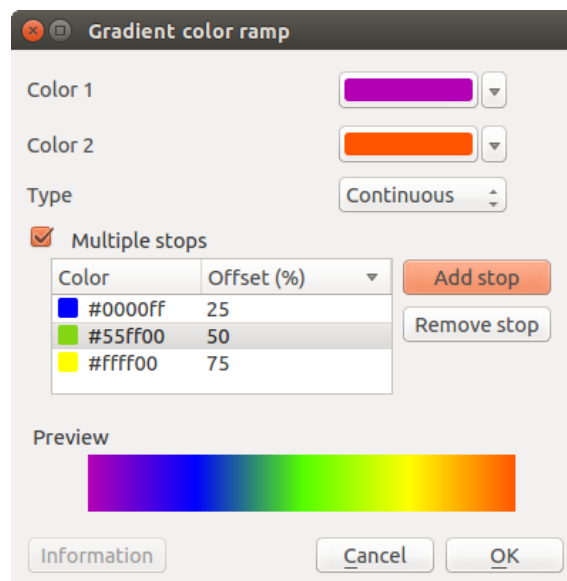 Gradient color ramp
Color 1
Color 2
Type Continuous
Multiple stops
Color Offset (%) Add stop
#0000ff 25
#55ff00 50 Remove stop
#ffff00 75
Preview
Information Cancel OK